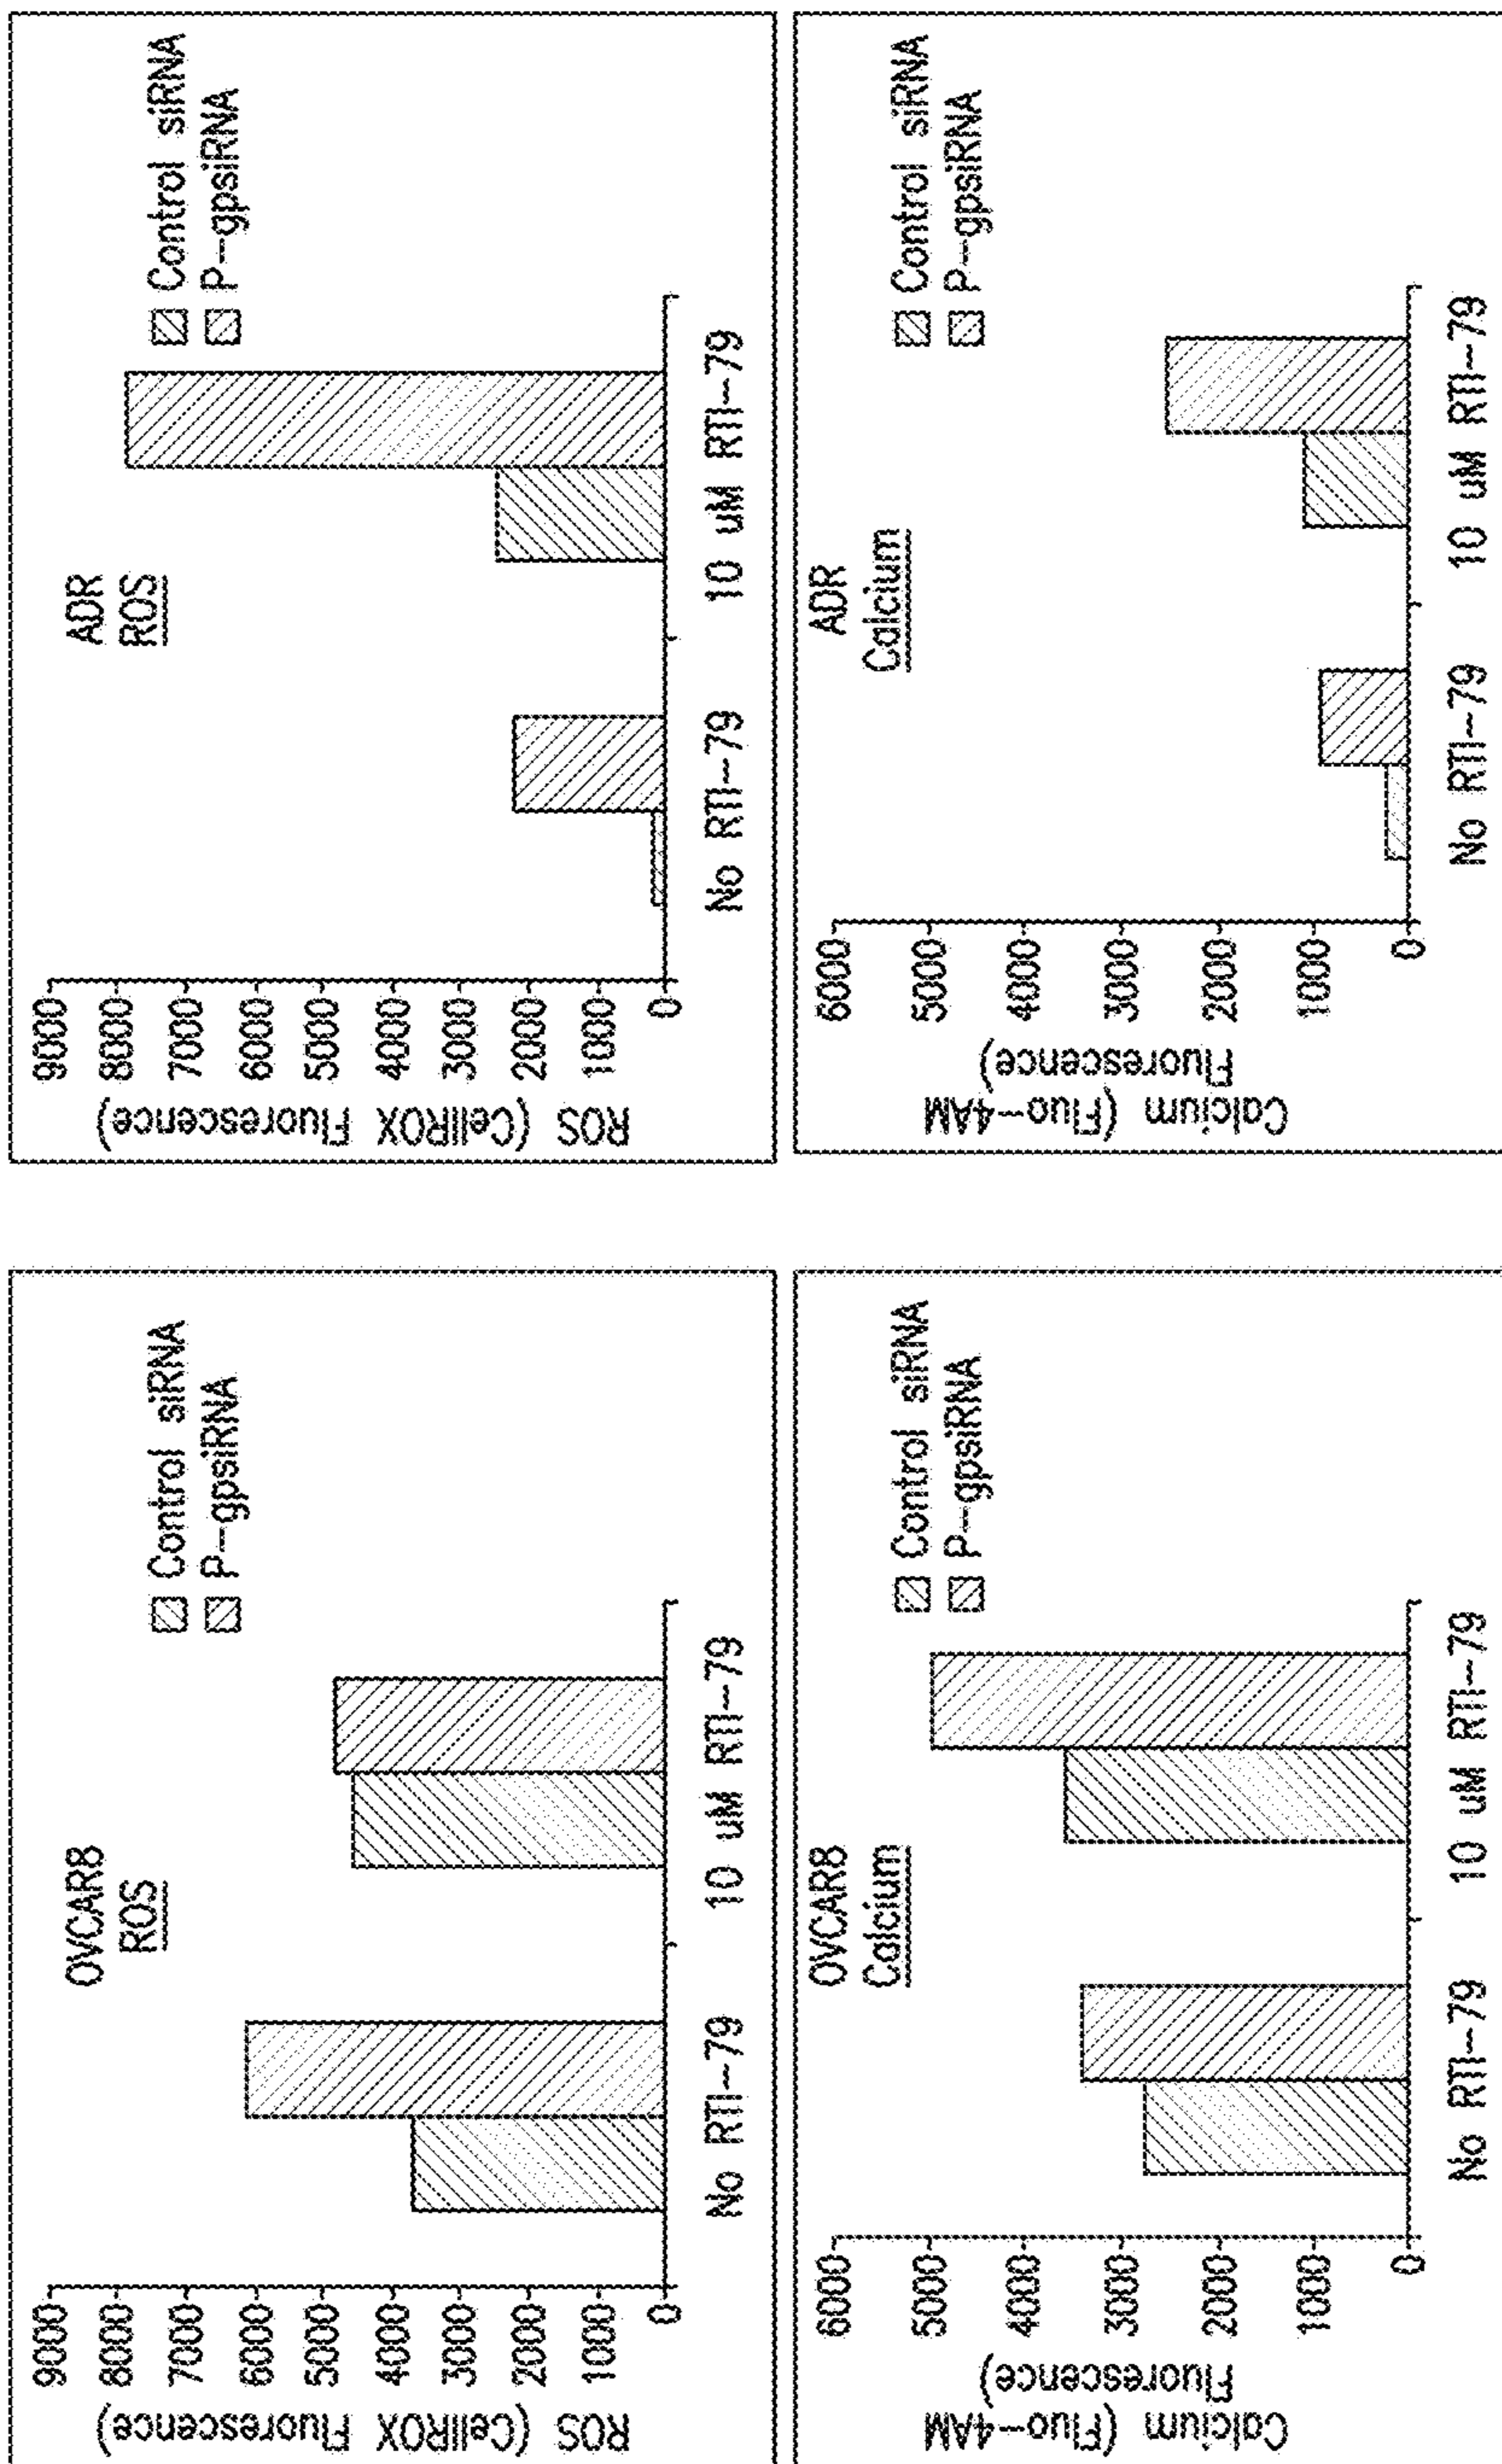 OVCAR8
ROS
Control siRNA
P--gpsiRNA
ROS (CellROX Fluorescence)
9000
8000
7000
6000
5000
4000
3000
2000
1000
0
No RTI--79
10 uM RTI--79
ADR
ROS
Control siRNA
P--gpsiRNA
ROS (CellROX Fluorescence)
9000
8000
7000
6000
5000
4000
3000
2000
1000
0
No RTI--79
10 uM RTI--79
OVCAR8
Calcium
Control siRNA
P--gpsiRNA
Calcium (Fluo--4AM
Fluorescence)
6000
5000
4000
3000
2000
1000
0
No RTI--79
10 uM RTI--79
ADR
Calcium
Control siRNA
P--gpsiRNA
Calcium (Fluo--4AM
Fluorescence)
6000
5000
4000
3000
2000
1000
0
No RTI--79
10 uM RTI--79